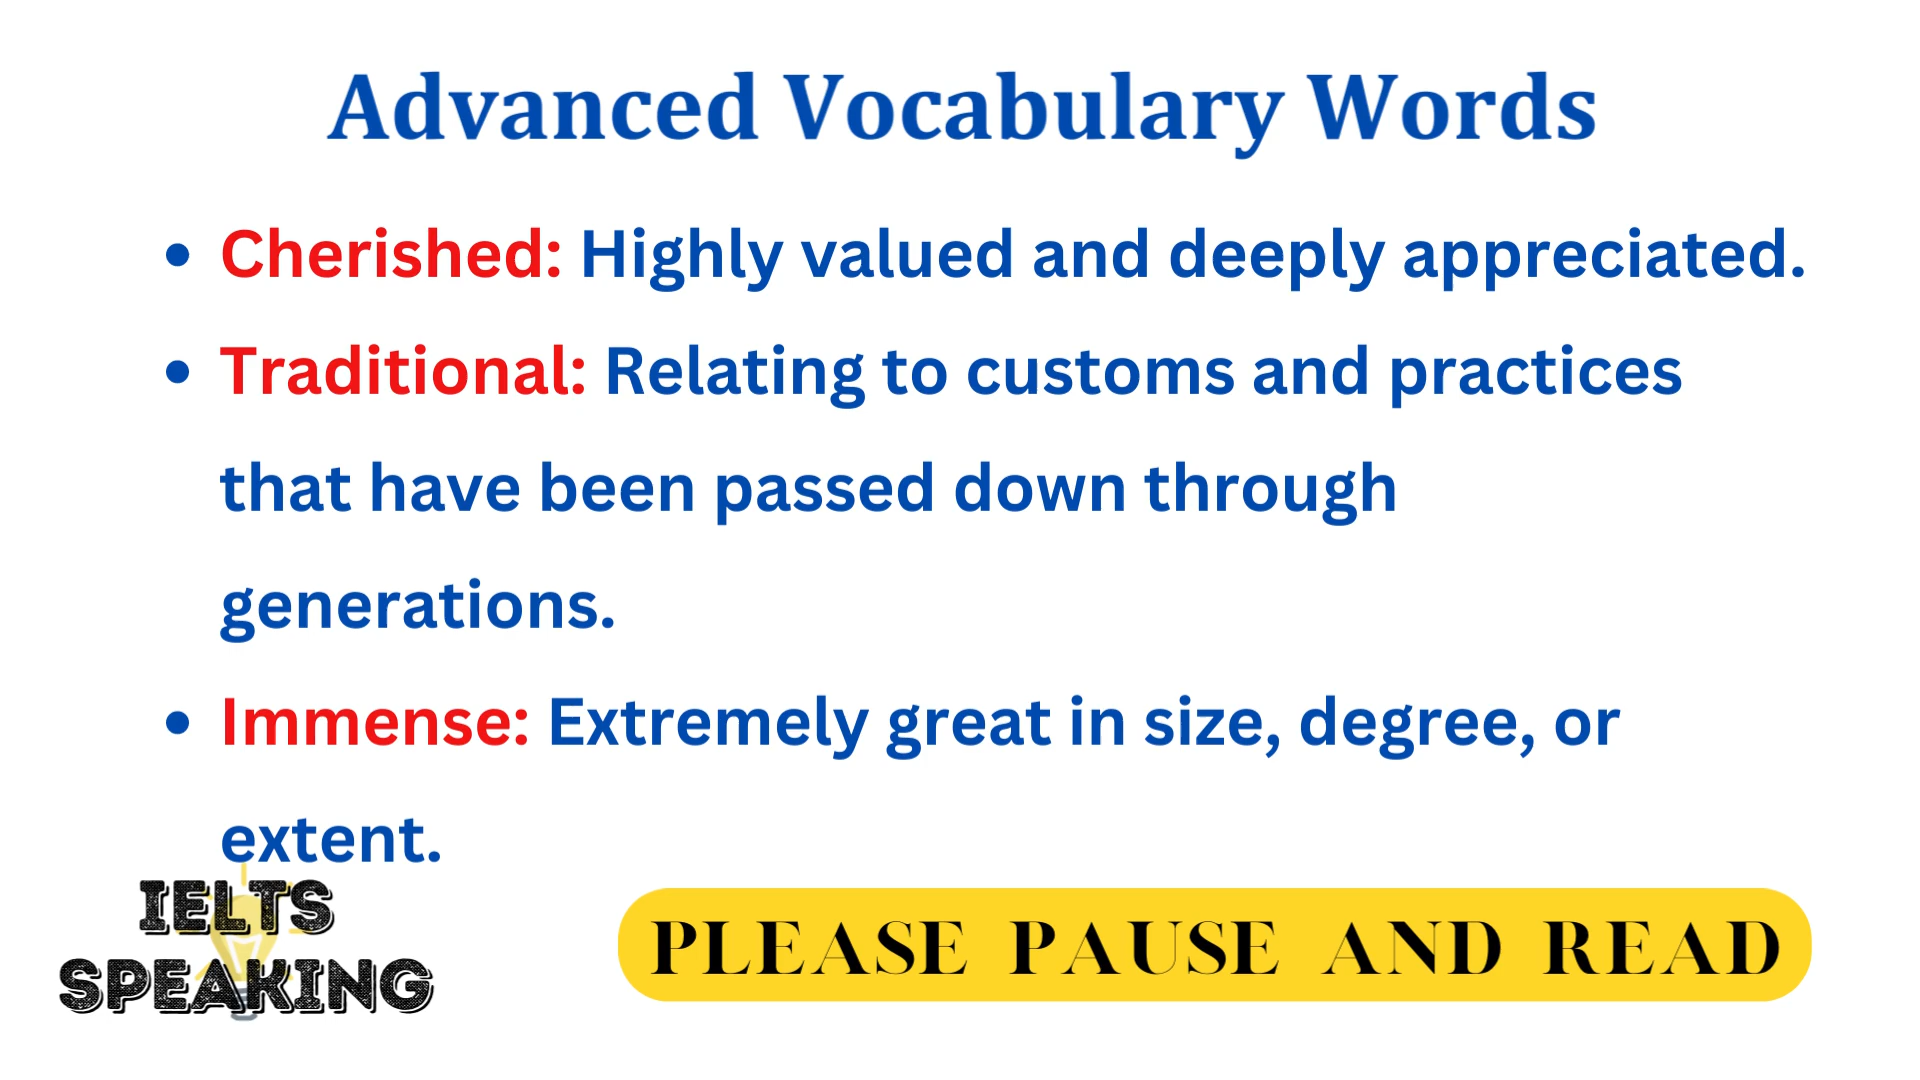 Advanced Vocabulary Words
• Cherished: Highly valued and deeply appreciated.
• Traditional: Relating to customs and practices
that have been passed down through
generations.
• Immense: Extremely great in size, degree, or
extent.
IELTS
SPEAKING
PLEASE PAUSE AND READ